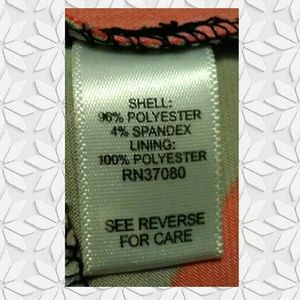 SHELL:
96% POLYESTER
4% SPANDEX
LINING:
100% POLYESTER
RN37080
SEE REVERSE
FOR CARE